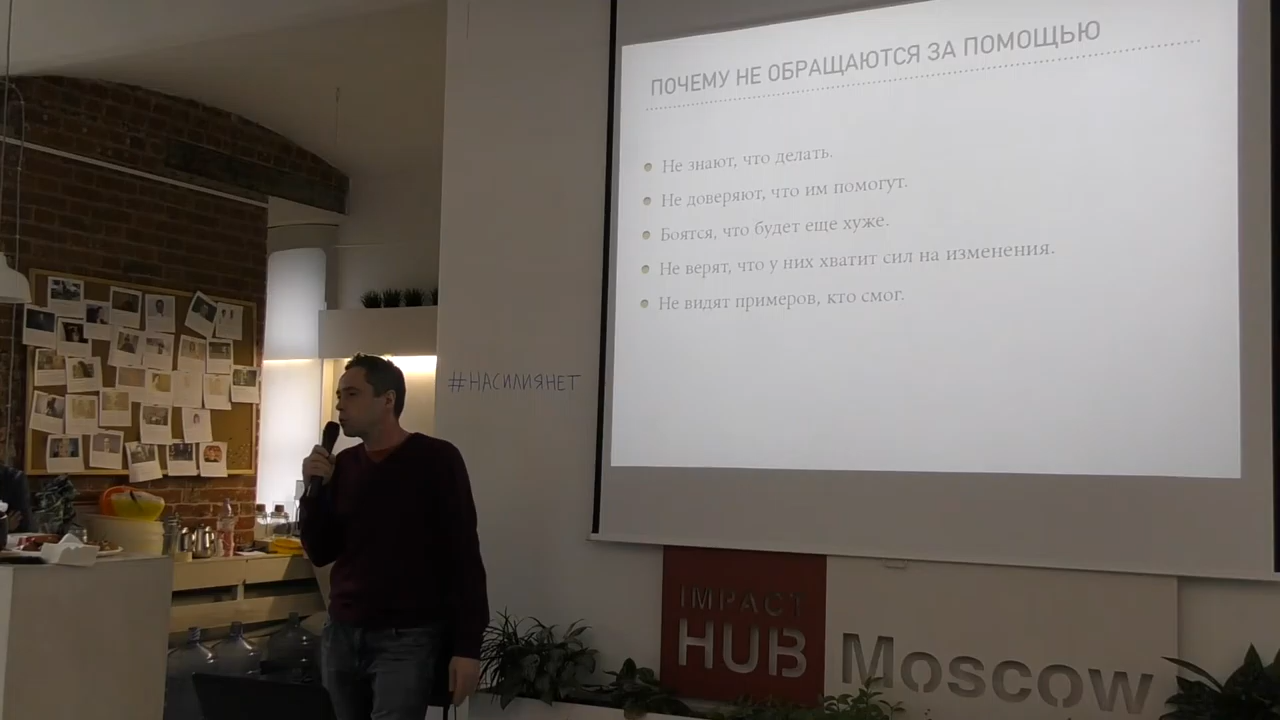 ПОЧЕМУ НЕ ОБРАЩАЮТСЯ ЗА ПОМОЩЬЮ
Не знают, что делать.
Не доверяют, что им помогут.
Боятся, что будет еще хуже.
Не верят, что у них хватит сил на изменения.
Не видят примеров, кто смог.
#НАСИЛИЯНЕТ
IMPACT
HUB
Moscow